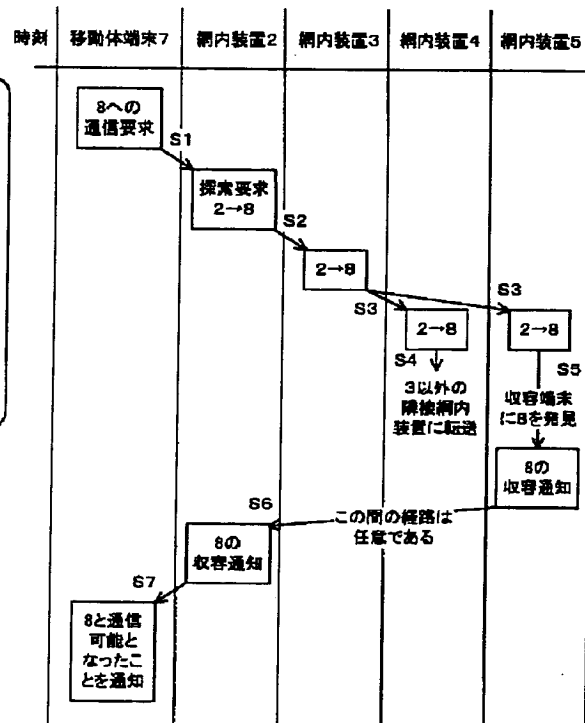 時刻
移動体端末7
網内装置2
網内装置3
網内装置4
網内装置5
8への
通信要求
S1
探索要求
2→8
S2
2→8
S3
S3
2→8
2→8
S4
S5
3以外の
隣接網内
装置に転送
収容端末
に8を発見
8の
収容通知
S6
この間の経路は
任意である
8の
収容通知
S7
8と通信
可能と
なったこ
とを通知